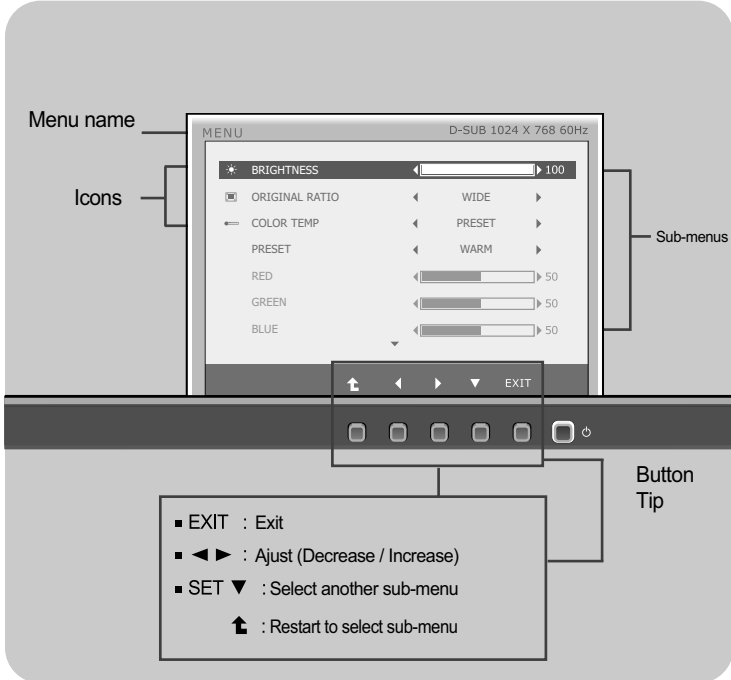 Menu name
MENU D-SUB 1024 X 768 60Hz
Icons
BRIGHTNESS 100
ORIGINAL RATIO WIDE
COLOR TEMP PRESET
PRESET WARM
RED 50
GREEN 50
BLUE 50
Sub-menus
EXIT
Button
Tip
EXIT : Exit
◄ ► : Ajust (Decrease / Increase)
SET ▼ : Select another sub-menu
: Restart to select sub-menu